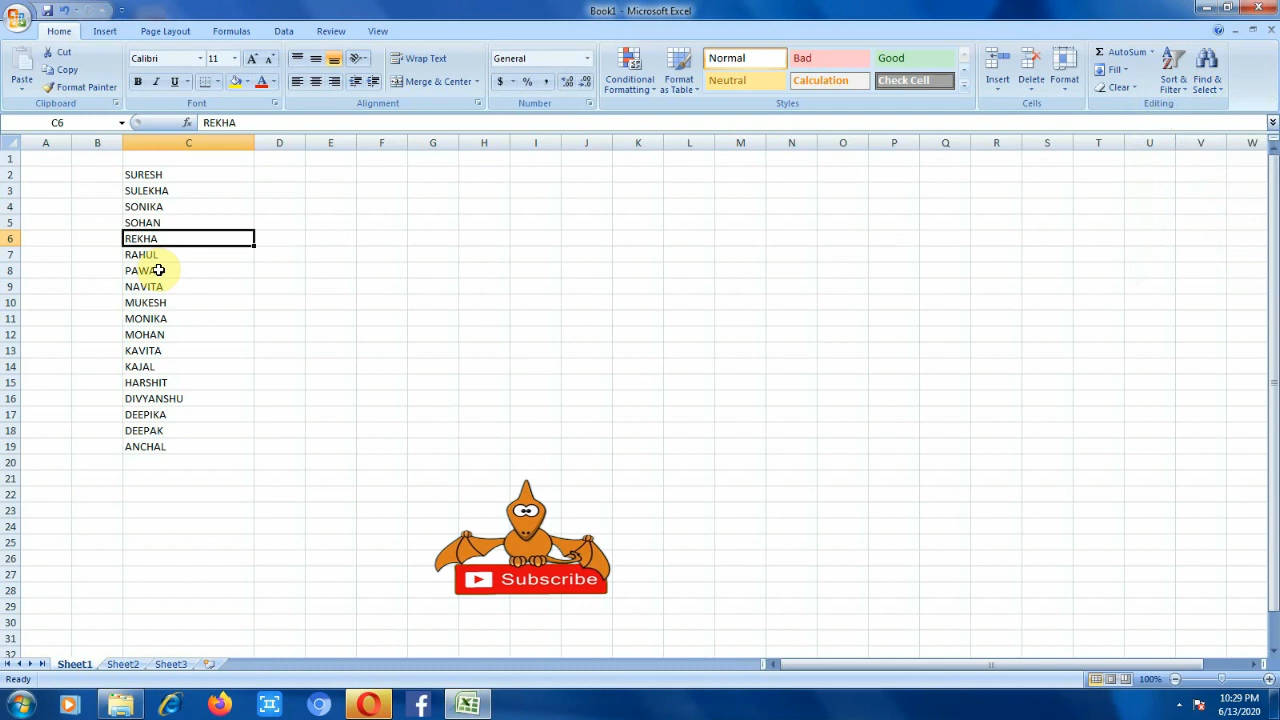 Book1 - Microsoft Excel
Home Insert Page Layout Formulas Data Review View
Paste
Cut
Copy
Format Painter
Clipboard
Calibri 11
B I U
Font
Wrap Text
Merge & Center
Alignment
General
$ % ,
Number
Conditional Formatting
Format as Table
Normal Bad Good
Neutral Calculation Check Cell
Styles
Insert Delete Format
Cells
AutoSum
Fill
Clear
Sort & Filter
Find & Select
Editing
C6 fx REKHA
A B C D E F G H I J K L M N O P Q R S T U V W
1
2 SURESH
3 SULEKHA
4 SONIKA
5 SOHAN
6 REKHA
7 RAHUL
8
9 NAVITA
10 MUKESH
11 MONIKA
12 MOHAN
13 KAVITA
14 KAJAL
15 HARSHIT
16 DIVYANSHU
17 DEEPIKA
18 DEEPAK
19 ANCHAL
20
21
22
23
24
25
26
27
28
29
30
31
32
Subscribe
Sheet1 Sheet2 Sheet3
Ready
100%
10:29 PM
6/13/2020